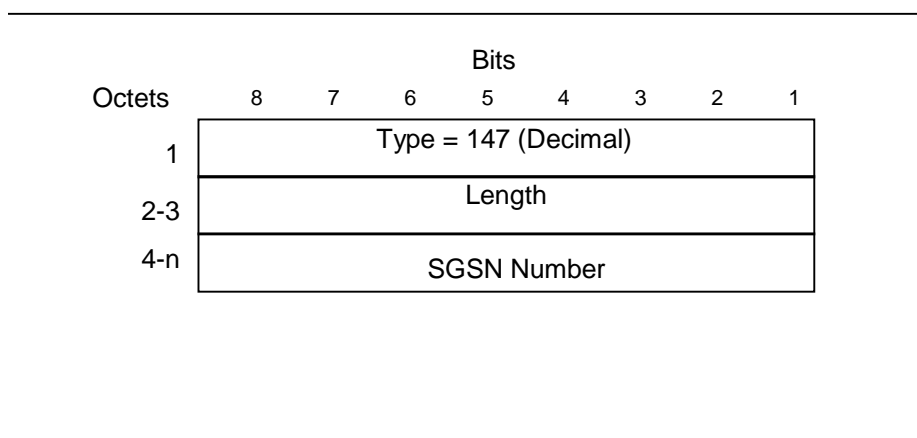 Bits
Octets 8 7 6 5 4 3 2 1
1 Type = 147 (Decimal)
2-3 Length
4-n SGSN Number